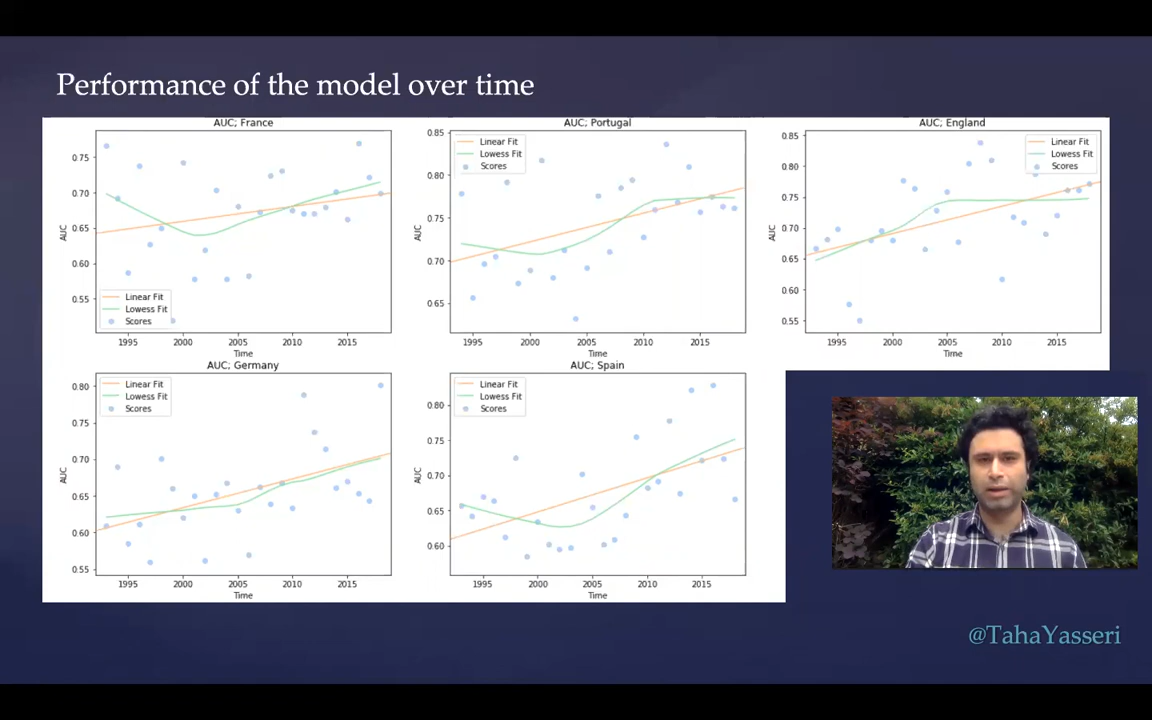 Performance of the model over time
AUC; France
0.75
0.70
0.65
0.60
0.55
AUC
Linear Fit
Lowess Fit
Scores
1995 2000 2005 2010 2015
Time
AUC; Portugal
0.85
0.80
0.75
0.70
0.65
AUC
Linear Fit
Lowess Fit
Scores
1995 2000 2005 2010 2015
Time
AUC; England
0.85
0.80
0.75
0.70
0.65
0.60
0.55
AUC
Linear Fit
Lowess Fit
Scores
1995 2000 2005 2010 2015
Time
AUC; Germany
0.80
0.75
0.70
0.65
0.60
0.55
AUC
Linear Fit
Lowess Fit
Scores
1995 2000 2005 2010 2015
Time
AUC; Spain
0.80
0.75
0.70
0.65
0.60
AUC
Linear Fit
Lowess Fit
Scores
1995 2000 2005 2010 2015
Time
@TahaYasseri